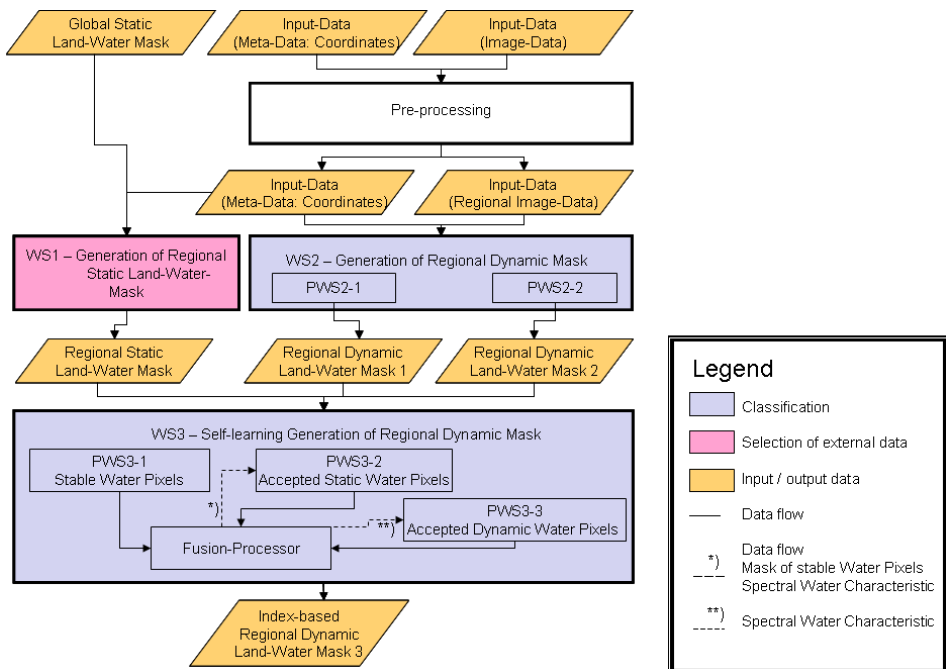 Global Static
Land-Water Mask
Input-Data
(Meta-Data: Coordinates)
Input-Data
(Image-Data)
Pre-processing
Input-Data
(Meta-Data: Coordinates)
Input-Data
(Regional Image-Data)
WS1 – Generation of Regional
Static Land-Water-
Mask
WS2 – Generation of Regional Dynamic Mask
PWS2-1
PWS2-2
Regional Static
Land-Water Mask
Regional Dynamic
Land-Water Mask 1
Regional Dynamic
Land-Water Mask 2
WS3 – Self-learning Generation of Regional Dynamic Mask
PWS3-1
Stable Water Pixels
PWS3-2
Accepted Static Water Pixels
*)
**)
PWS3-3
Accepted Dynamic Water Pixels
Fusion-Processor
Index-based
Regional Dynamic
Land-Water Mask 3
Legend
Classification
Selection of external data
Input / output data
Data flow
*)
Data flow
Mask of stable Water Pixels
Spectral Water Characteristic
**)
Spectral Water Characteristic